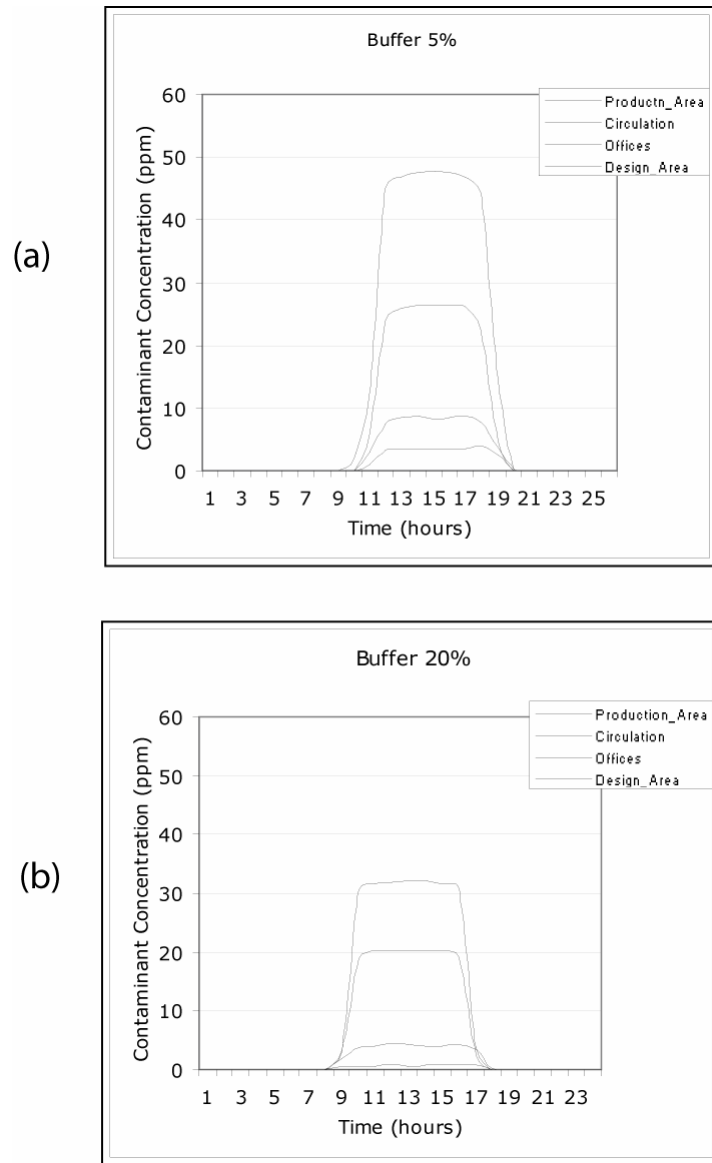 (a)
Buffer 5%
Contaminant Concentration (ppm)
60
50
40
30
20
10
0
Productn_Area
Circulation
Offices
Design_Area
1 3 5 7 9 11 13 15 17 19 21 23 25
Time (hours)
(b)
Buffer 20%
Contaminant Concentration (ppm)
60
50
40
30
20
10
0
Production_Area
Circulation
Offices
Design_Area
1 3 5 7 9 11 13 15 17 19 21 23
Time (hours)